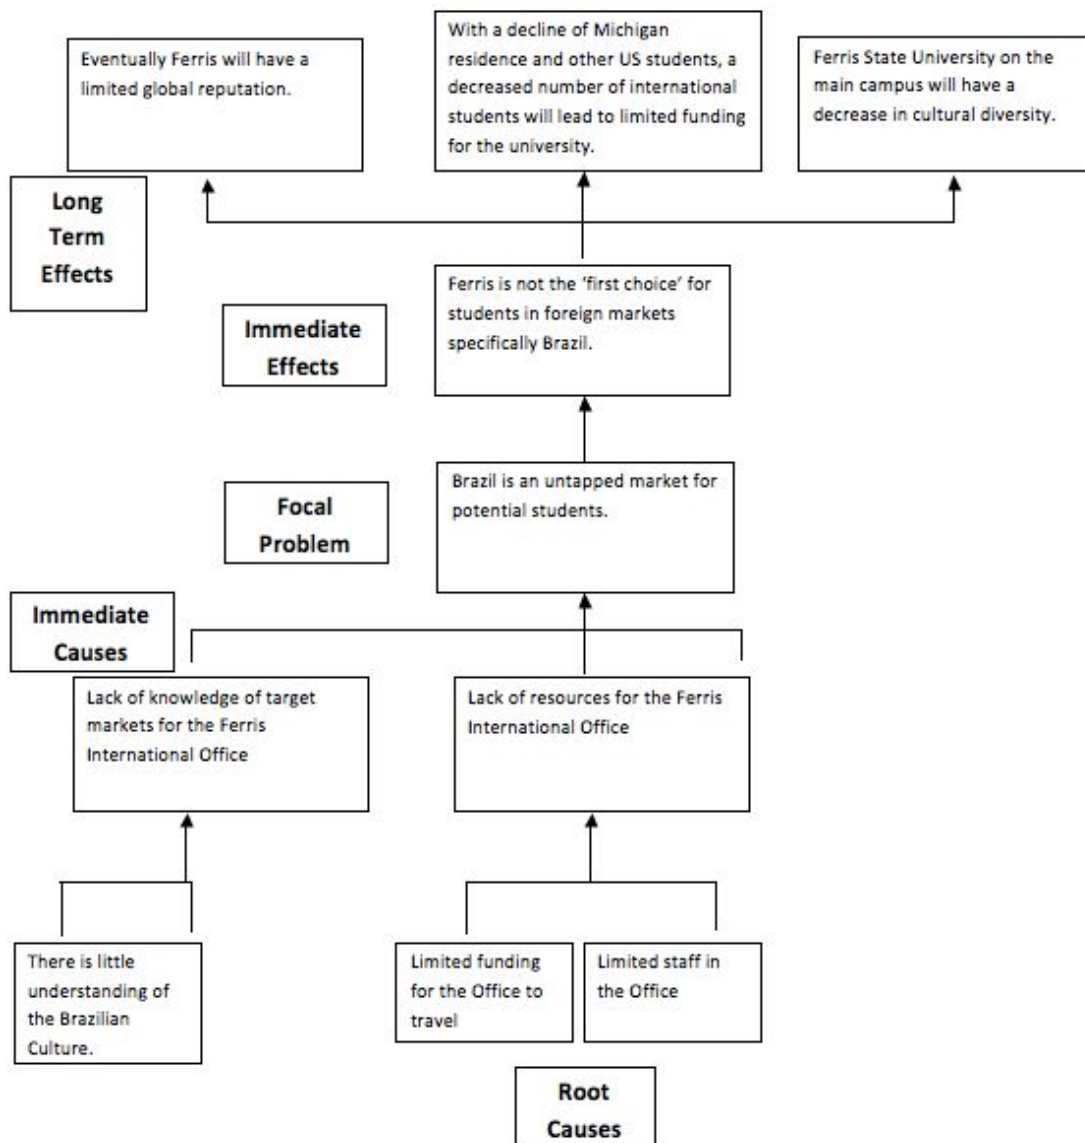 Eventually Ferris will have a
limited global reputation.
With a decline of Michigan
residence and other US students, a
decreased number of international
students will lead to limited funding
for the university.
Ferris State University on the
main campus will have a
decrease in cultural diversity.
Long
Term
Effects
Ferris is not the ‘first choice’ for
students in foreign markets
specifically Brazil.
Immediate
Effects
Brazil is an untapped market for
potential students.
Focal
Problem
Immediate
Causes
Lack of knowledge of target
markets for the Ferris
International Office
Lack of resources for the Ferris
International Office
There is little
understanding of
the Brazilian
Culture.
Limited funding
for the Office to
travel
Limited staff in
the Office
Root
Causes